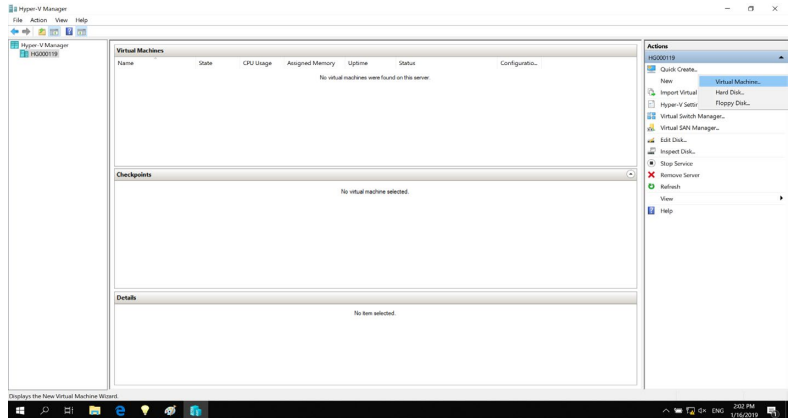 Hyper-V Manager
File Action View Help
Hyper-V Manager
HG000119
Virtual Machines
Name State CPU Usage Assigned Memory Uptime Status Configuratio...
No virtual machines were found on this server.
Checkpoints
No virtual machine selected.
Details
No item selected.
Actions
HG000119
Quick Create...
New
Import Virtual
Hyper-V Settin
Virtual Switch Manager...
Virtual SAN Manager...
Edit Disk...
Inspect Disk...
Stop Service
Remove Server
Refresh
View
Help
Virtual Machine...
Hard Disk...
Floppy Disk...
Displays the New Virtual Machine Wizard.
ENG
2:02 PM
1/16/2019